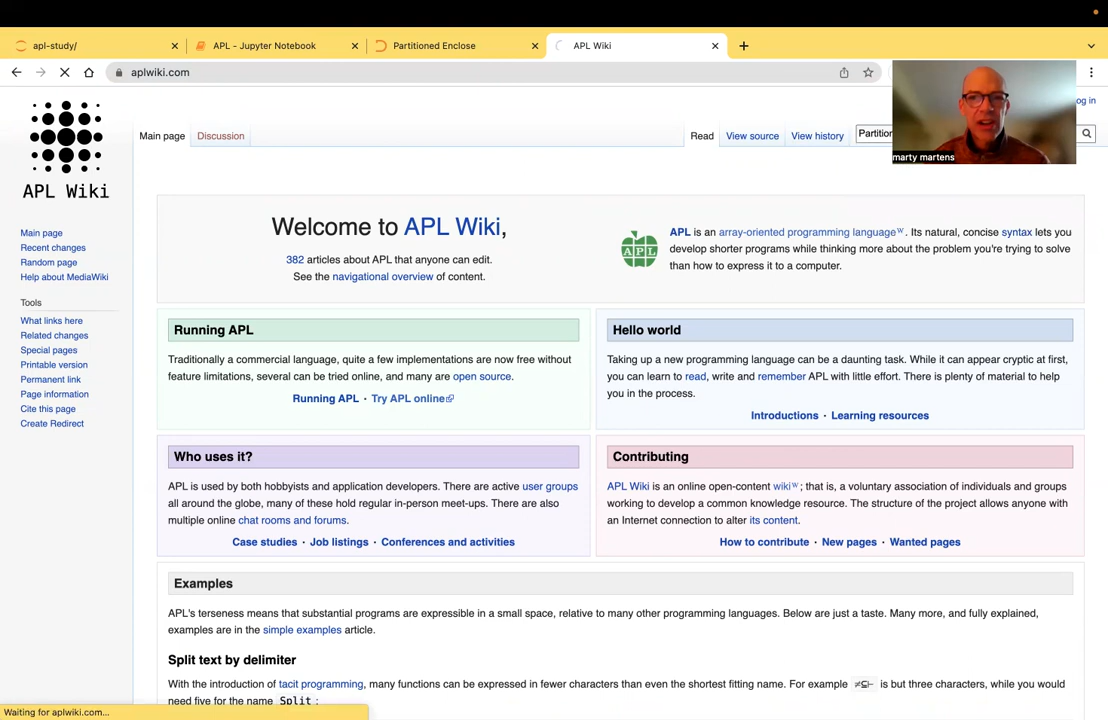 apl-study/
APL - Jupyter Notebook
Partitioned Enclose
APL Wiki
aplwiki.com
og in
Main page
Discussion
Read
View source
View history
Partition
marty martens
APL Wiki
Main page
Recent changes
Random page
Help about MediaWiki
Tools
What links here
Related changes
Special pages
Printable version
Permanent link
Page information
Cite this page
Create Redirect
Welcome to APL Wiki,
382 articles about APL that anyone can edit.
See the navigational overview of content.
APL
APL is an array-oriented programming languageᵂ. Its natural, concise syntax lets you
develop shorter programs while thinking more about the problem you're trying to solve
than how to express it to a computer.
Running APL
Traditionally a commercial language, quite a few implementations are now free without
feature limitations, several can be tried online, and many are open source.
Running APL · Try APL online
Hello world
Taking up a new programming language can be a daunting task. While it can appear cryptic at first,
you can learn to read, write and remember APL with little effort. There is plenty of material to help
you in the process.
Introductions · Learning resources
Who uses it?
APL is used by both hobbyists and application developers. There are active user groups
all around the globe, many of these hold regular in-person meet-ups. There are also
multiple online chat rooms and forums.
Case studies · Job listings · Conferences and activities
Contributing
APL Wiki is an online open-content wikiᵂ; that is, a voluntary association of individuals and groups
working to develop a common knowledge resource. The structure of the project allows anyone with
an Internet connection to alter its content.
How to contribute · New pages · Wanted pages
Examples
APL's terseness means that substantial programs are expressible in a small space, relative to many other programming languages. Below are just a taste. Many more, and fully explained,
examples are in the simple examples article.
Split text by delimiter
With the introduction of tacit programming, many functions can be expressed in fewer characters than even the shortest fitting name. For example ≠⊆⊢ is but three characters, while you would
need five for the name Split :
Waiting for aplwiki.com...